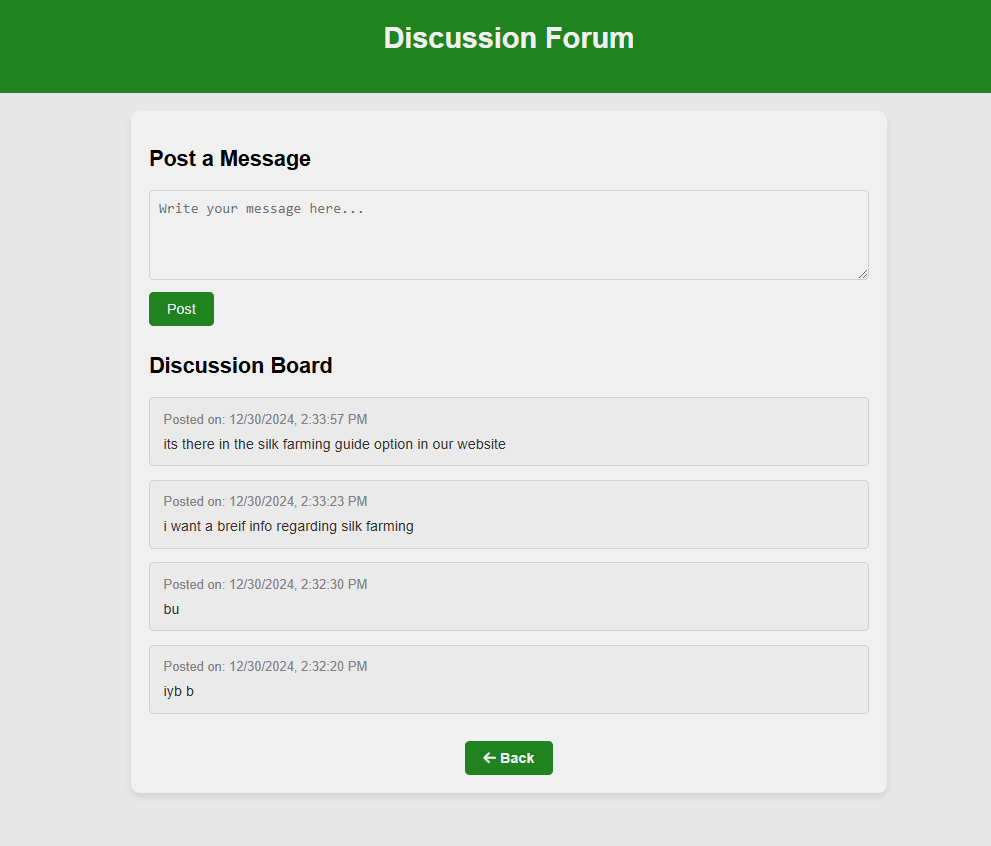 Discussion Forum
Post a Message
Write your message here...
Post
Discussion Board
Posted on: 12/30/2024, 2:33:57 PM
its there in the silk farming guide option in our website
Posted on: 12/30/2024, 2:33:23 PM
i want a breif info regarding silk farming
Posted on: 12/30/2024, 2:32:30 PM
bu
Posted on: 12/30/2024, 2:32:20 PM
iyb b
← Back